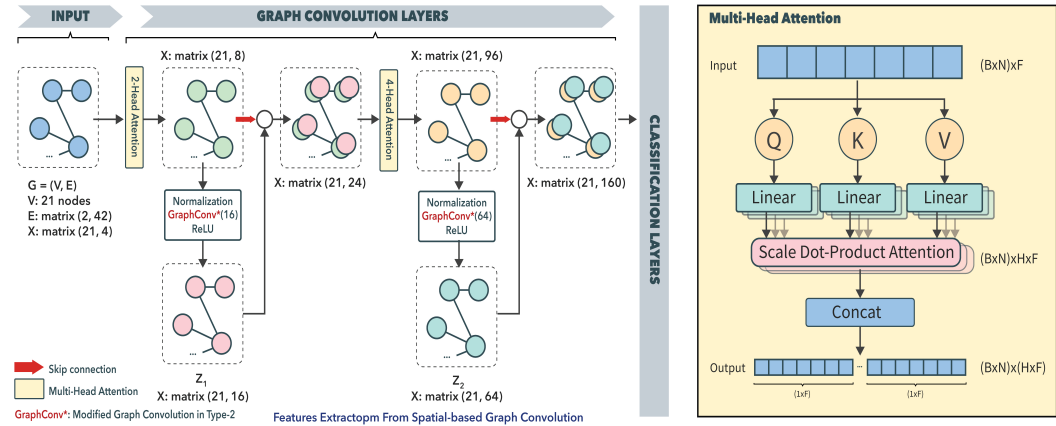 INPUT
GRAPH CONVOLUTION LAYERS
X: matrix (21, 8)
X: matrix (21, 96)
2-Head Attention
4-Head Attention
...
...
...
...
...
X: matrix (21, 24)
X: matrix (21, 160)
G = (V, E)
V: 21 nodes
E: matrix (2, 42)
X: matrix (21, 4)
Normalization
GraphConv*(16)
ReLU
Normalization
GraphConv*(64)
ReLU
...
...
Z1
X: matrix (21, 16)
Z2
X: matrix (21, 64)
Skip connection
Multi-Head Attention
GraphConv*: Modified Graph Convolution in Type-2
Features Extractopm From Spatial-based Graph Convolution
CLASSIFICATION LAYERS
Multi-Head Attention
Input
(BxN)xF
Q
K
V
Linear
Linear
Linear
Scale Dot-Product Attention
(BxN)xHxF
Concat
Output
...
(BxN)x(HxF)
(1xF)
(1xF)